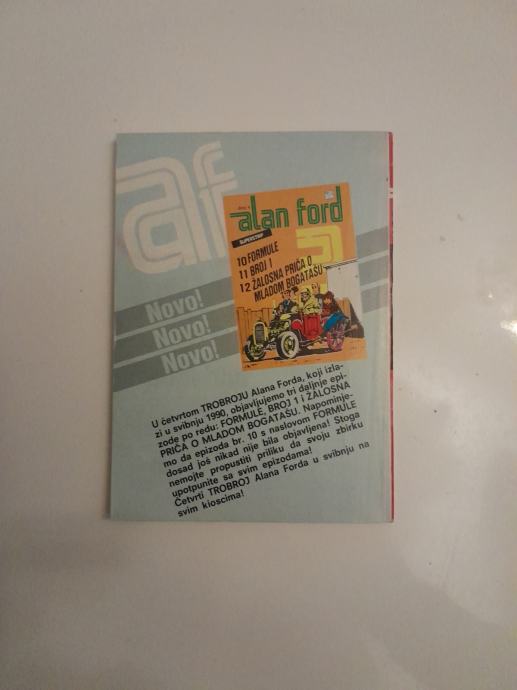 af
alan ford
SUPERSTRIP
10 FORMULE
11 BROJ 1
12 ŽALOSNA PRIČA O
MLADOM BOGATAŠU
Novo!
Novo!
Novo!
U četvrtom TROBROJU Alana Forda, koji izla-
zi u svibnju 1990, objavljujemo tri daljnje epi-
zode po redu: FORMULE, BROJ 1 i ŽALOSNA
PRIČA O MLADOM BOGATAŠU. Napominje-
mo da epizoda br. 10 s naslovom FORMULE
dosad još nikad nije bila objavljena! Stoga
nemojte propustiti priliku da svoju zbirku
upotpunite sa svim epizodama!
Četvrti TROBROJ Alana Forda u svibnju na
svim kioscima!